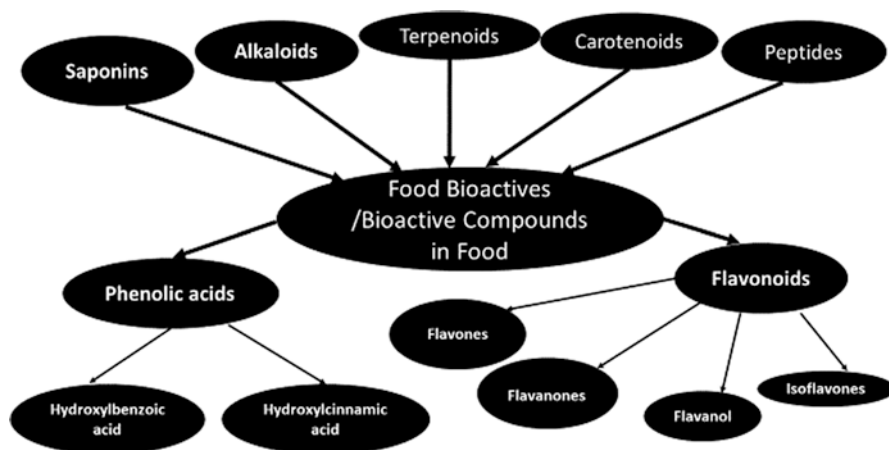 Saponins
Alkaloids
Terpenoids
Carotenoids
Peptides
Food Bioactives
/Bioactive Compounds
in Food
Phenolic acids
Flavonoids
Flavones
Flavanones
Flavanol
Isoflavones
Hydroxylbenzoic
acid
Hydroxylcinnamic
acid